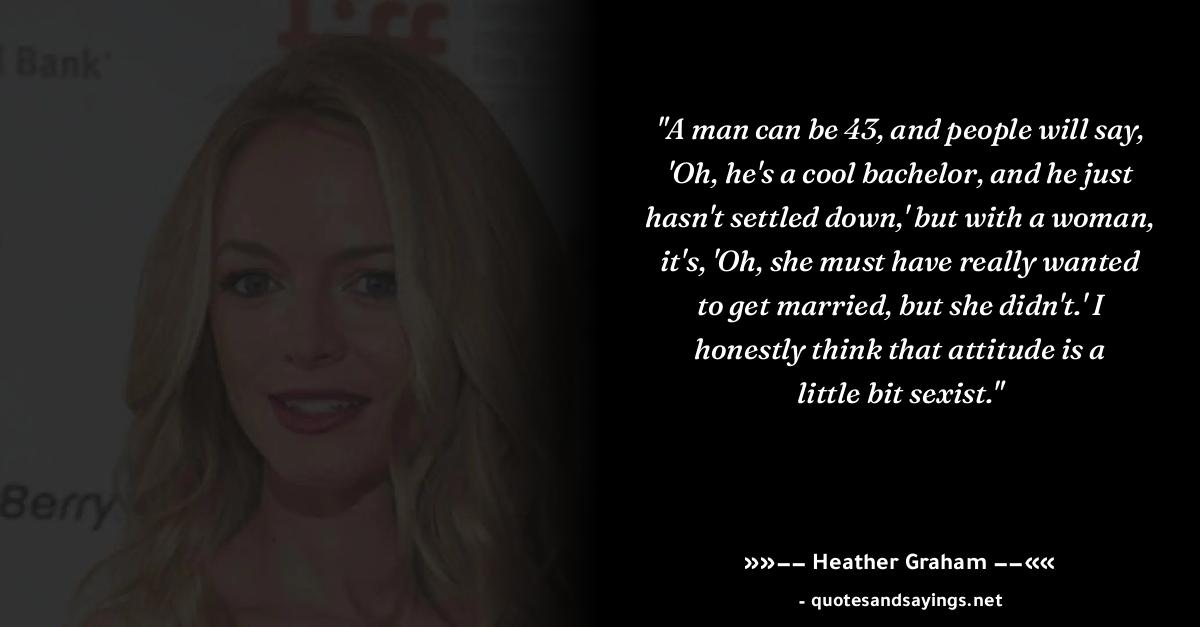 tiff
Bank
Berry
"A man can be 43, and people will say,
'Oh, he's a cool bachelor, and he just
hasn't settled down,' but with a woman,
it's, 'Oh, she must have really wanted
to get married, but she didn't.' I
honestly think that attitude is a
little bit sexist."
»»-- Heather Graham --««
- quotesandsayings.net